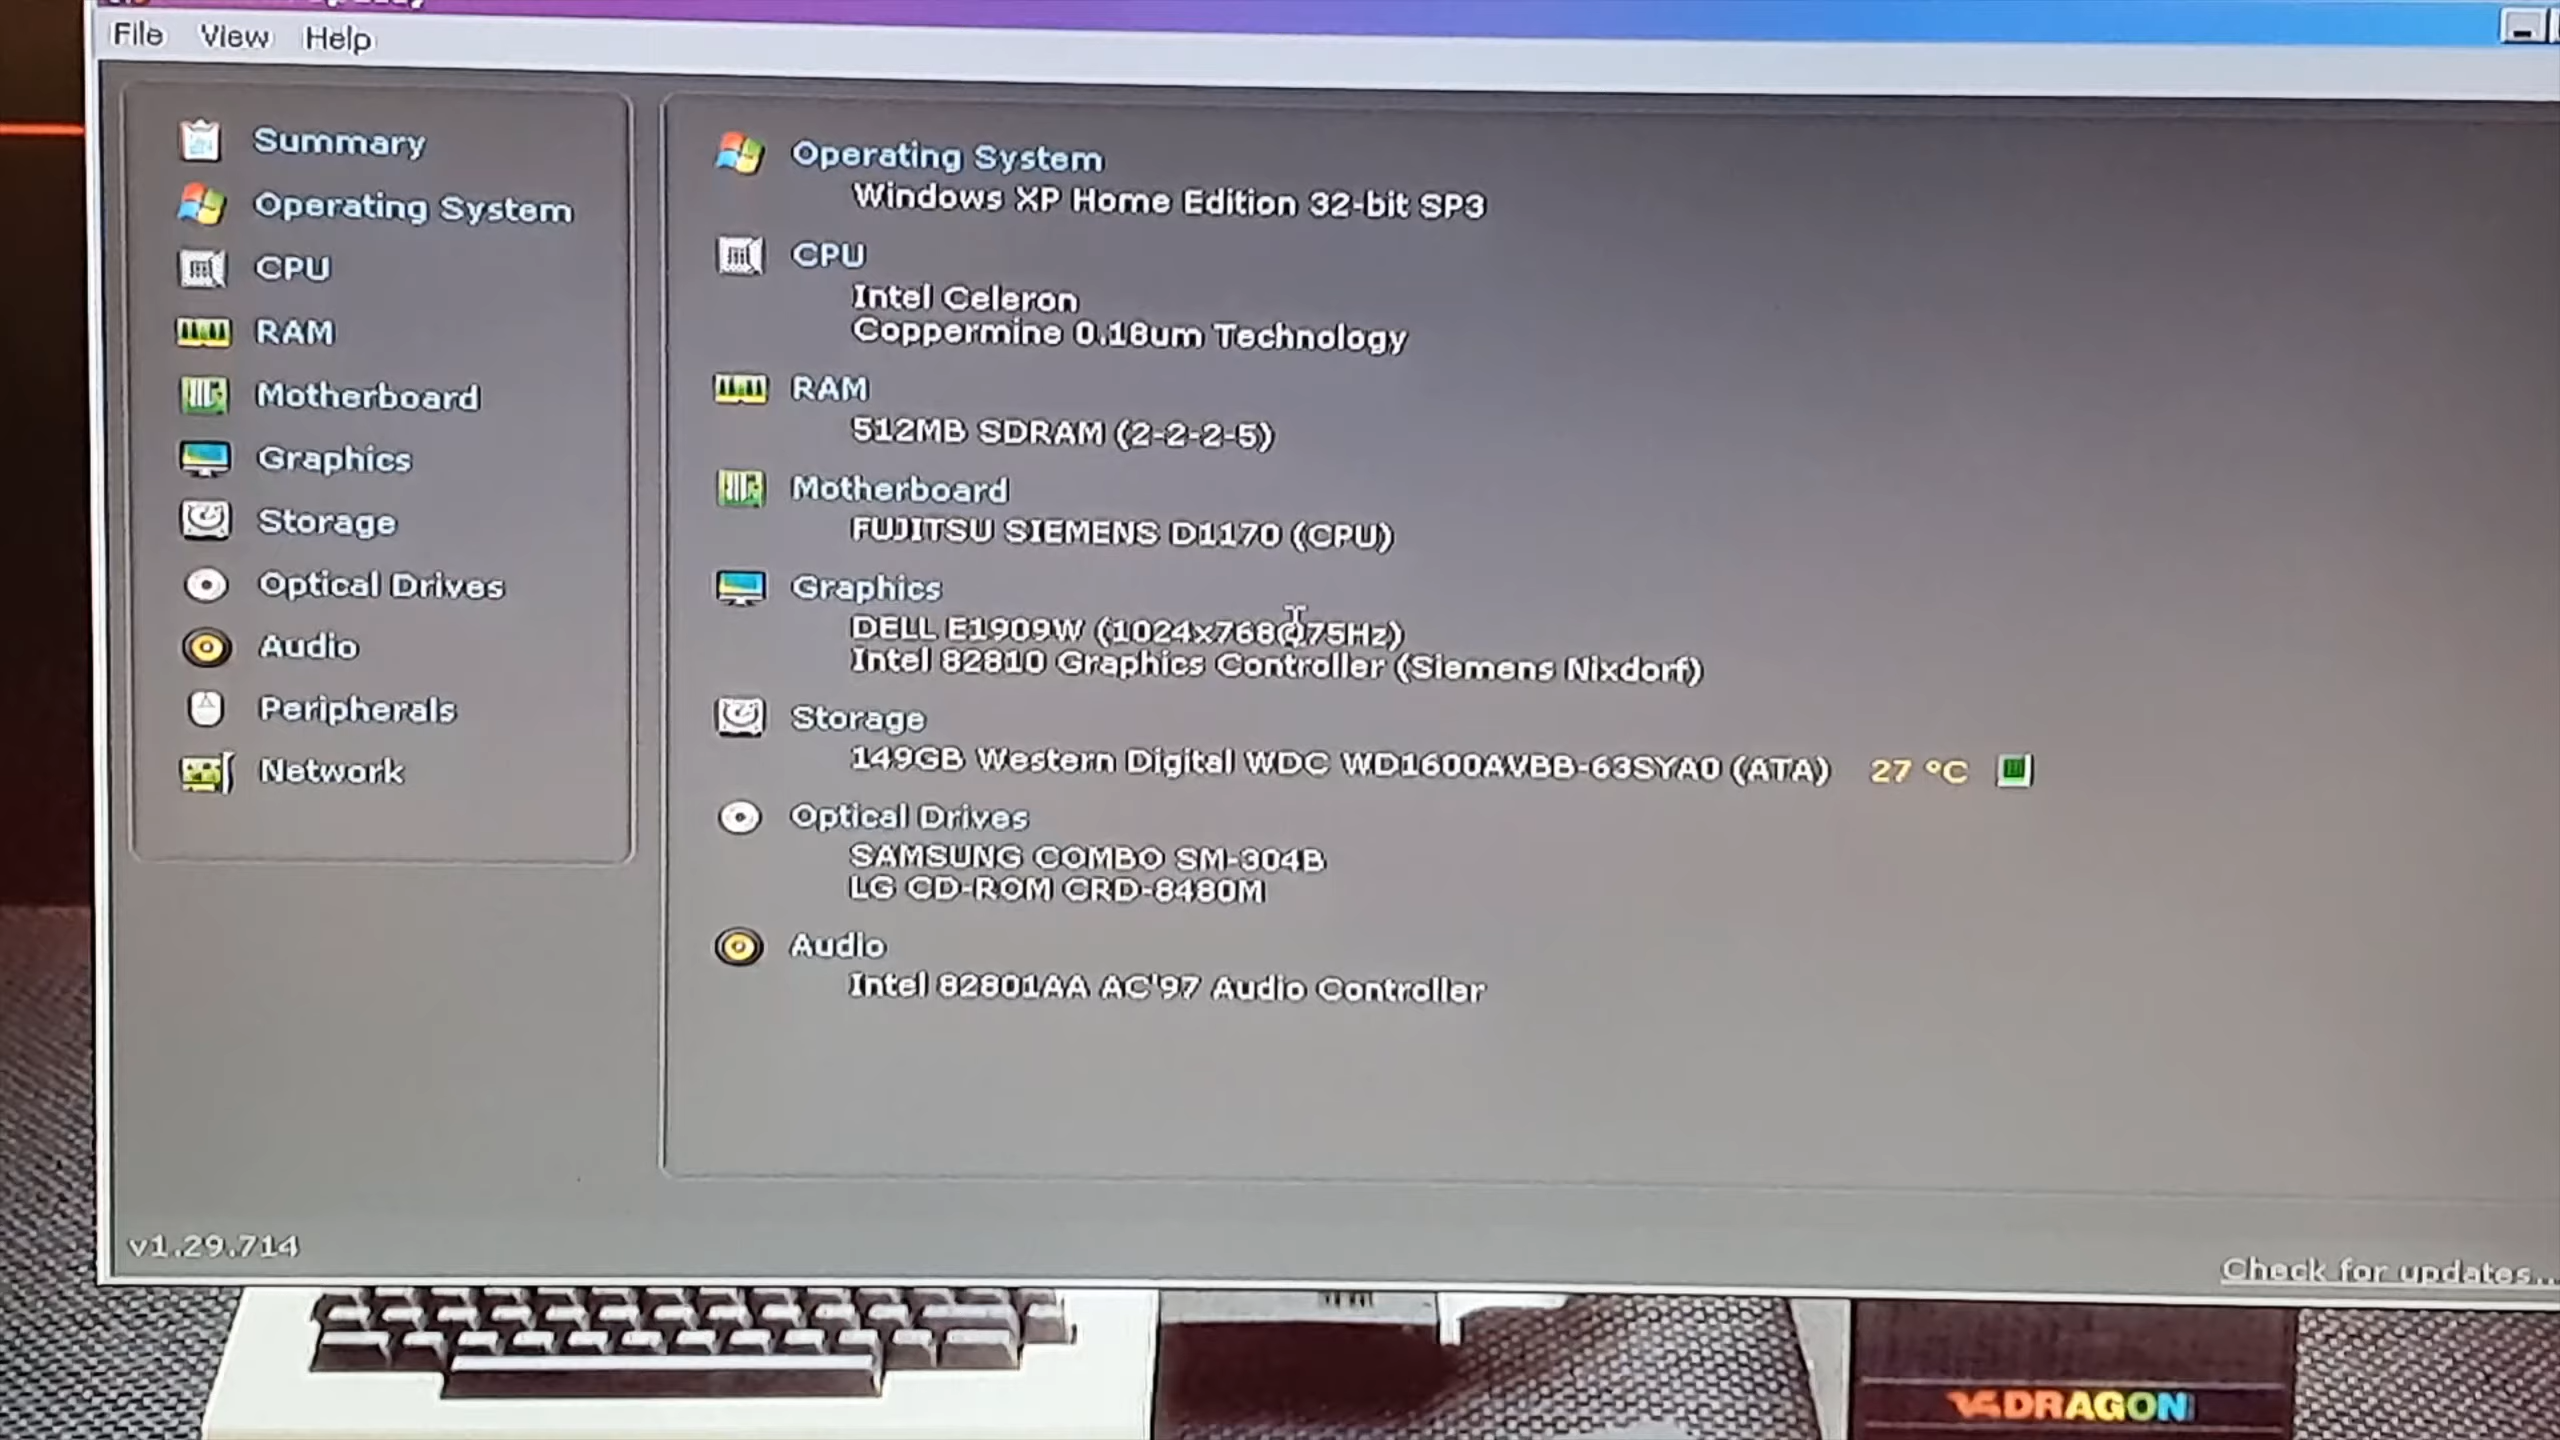 File View Help
Summary
Operating System
CPU
RAM
Motherboard
Graphics
Storage
Optical Drives
Audio
Peripherals
Network
Operating System
Windows XP Home Edition 32-bit SP3
CPU
Intel Celeron
Coppermine 0.18um Technology
RAM
512MB SDRAM (2-2-2-5)
Motherboard
FUJITSU SIEMENS D1170 (CPU)
Graphics
DELL E1909W (1024x768@75Hz)
Intel 82810 Graphics Controller (Siemens Nixdorf)
Storage
149GB Western Digital WDC WD1600AVBB-63SYA0 (ATA) 27 °C
Optical Drives
SAMSUNG COMBO SM-304B
LG CD-ROM CRD-8480M
Audio
Intel 82801AA AC'97 Audio Controller
v1.29.714
Check for updates...
DRAGON